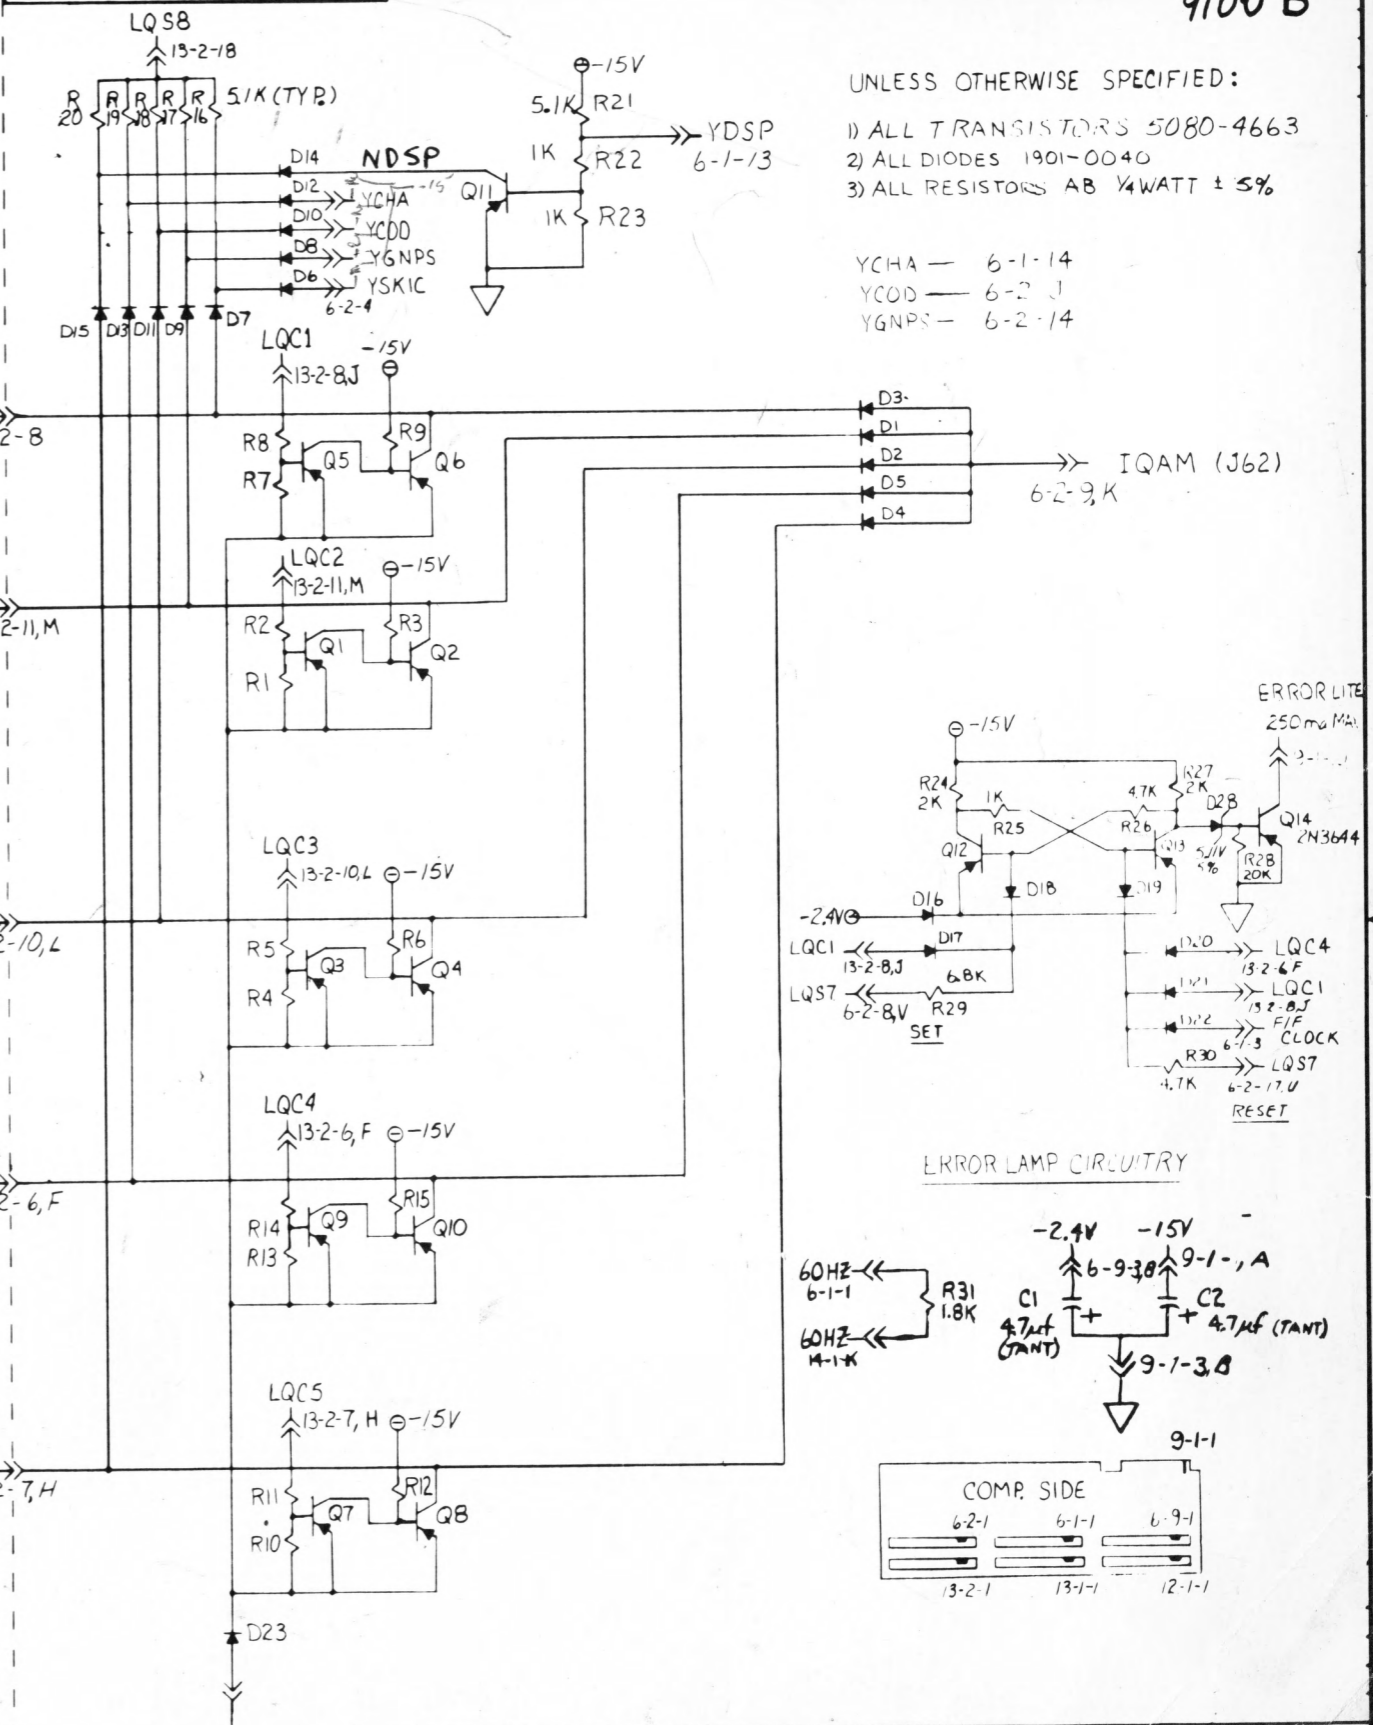 9100 B
LQS8
13-2-18
R 20
R 19
R 18
R 17
R 16
5.1K (TYP.)
-15V
5.1K R21
YDSP
6-1-13
1K R22
1K R23
Q11
D14 NDSP
D12 YCHA
-15
D10 YCOD
D8 YGNPS
D6 YSKIC
6-2-4
D15 D13 D11 D9 D7
UNLESS OTHERWISE SPECIFIED:
1) ALL TRANSISTORS 5080-4663
2) ALL DIODES 1901-0040
3) ALL RESISTORS AB 1/4 WATT ± 5%
YCHA — 6-1-14
YCOD — 6-2-J
YGNPS — 6-2-14
LQC1
13-2-8,J
-15V
2-8
R8
R7
Q5
R9
Q6
D3
D1
D2
D5
D4
IQAM (J62)
6-2-9,K
LQC2
13-2-11,M
-15V
2-11,M
R2
R1
Q1
R3
Q2
LQC3
13-2-10,L
-15V
2-10,L
R5
R4
Q3
R6
Q4
ERROR LITE
250ma MAX
-15V
R24
2K
1K
R25
4.7K
R26
R27
2K
D28
5.11V
5%
Q12
Q13
Q14
2N3644
R28
20K
D18
D19
-2.4V
D16
LQC1
13-2-8,J
D17
LQS7
6-2-8,V
6.8K
R29
SET
D20 LQC4
13-2-6 F
D21 LQC1
13 2-8J
D22 F/F
CLOCK
6-1-3
R30 LQS7
4.7K
6-2-17,U
RESET
ERROR LAMP CIRCUITRY
LQC4
13-2-6,F
-15V
2-6,F
R14
R13
Q9
R15
Q10
60HZ
6-1-1
R31
1.8K
60HZ
14-1-K
-2.4V
-15V
9-1-, A
C1
4.7µf
(TANT)
C2
4.7µf (TANT)
9-1-3,B
LQC5
13-2-7, H
-15V
2-7,H
R11
R10
Q7
R12
Q8
D23
9-1-1
COMP. SIDE
6-2-1
6-1-1
6-9-1
13-2-1
13-1-1
12-1-1